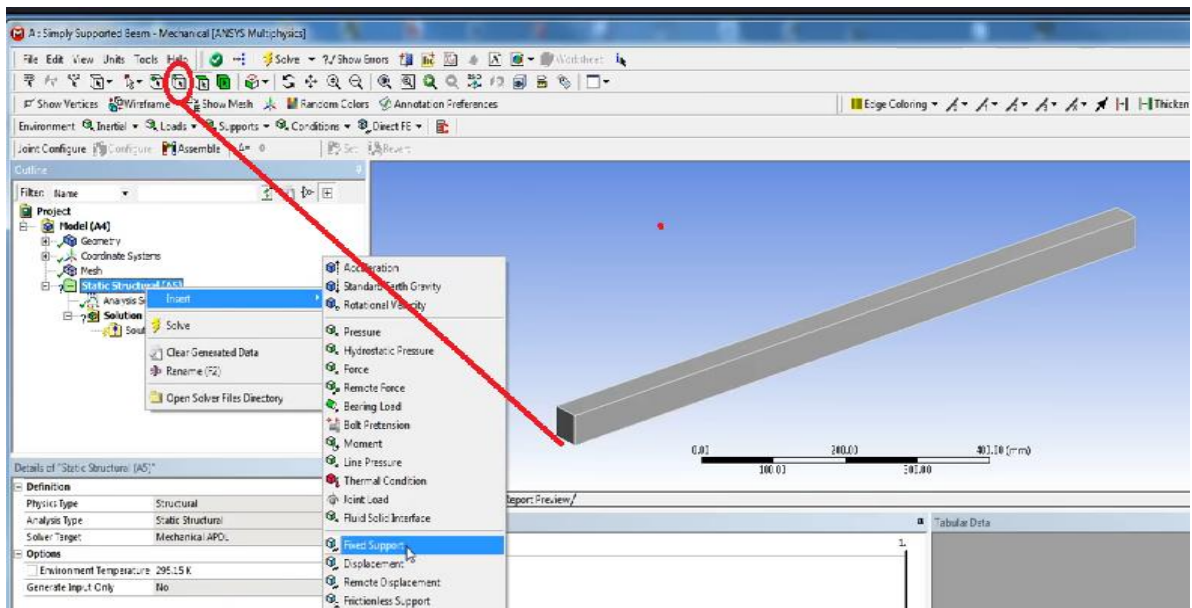 A : Simply Supported Beam - Mechanical [ANSYS Multiphysics]
File Edit View Units Tools Help Solve ?./ Show Errors Worksheet
Show Vertices Wireframe Show Mesh Random Colors Annotation Preferences Edge Coloring Thicken
Environment Inertial Loads Supports Conditions Direct FE
Joint Configure Configure Assemble Δ= 0 Set Revert
Outline
Filter: Name
Project
Model (A4)
Geometry
Coordinate Systems
Mesh
Static Structural (A5)
Analysis S
Solution
Solut
Insert
Solve
Clear Generated Data
Rename (F2)
Open Solver Files Directory
Acceleration
Standard Earth Gravity
Rotational Velocity
Pressure
Hydrostatic Pressure
Force
Remote Force
Bearing Load
Bolt Pretension
Moment
Line Pressure
Thermal Condition
Joint Load
Fluid Solid Interface
Fixed Support
Displacement
Remote Displacement
Frictionless Support
0.00 200.00 400.00 (mm)
100.00 300.00
Report Preview/
Details of "Static Structural (A5)"
Definition
Physics Type Structural
Analysis Type Static Structural
Solver Target Mechanical APDL
Options
Environment Temperature 295.15 K
Generate Input Only No
Tabular Data
1.